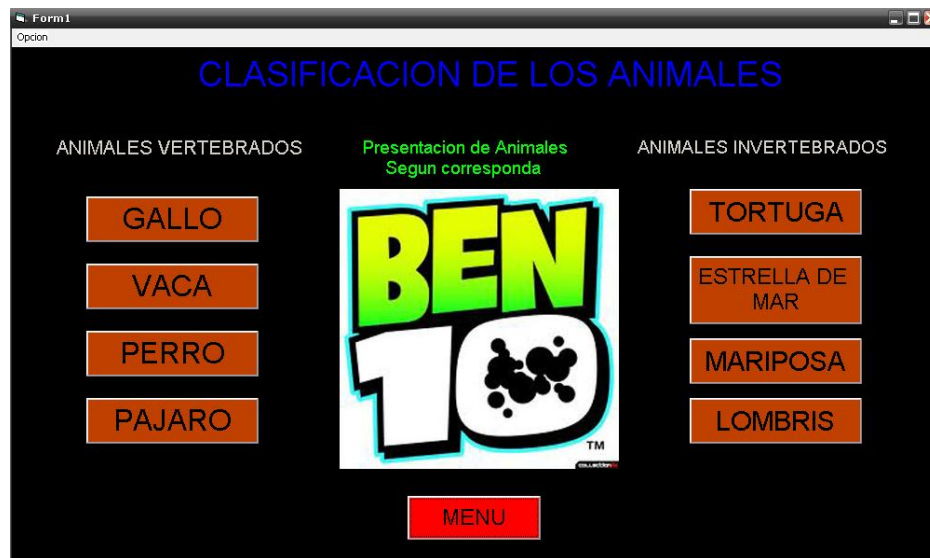 Form1
Opcion
CLASIFICACION DE LOS ANIMALES
ANIMALES VERTEBRADOS
GALLO
VACA
PERRO
PAJARO
Presentacion de Animales
Segun corresponda
BEN
10
TM
ANIMALES INVERTEBRADOS
TORTUGA
ESTRELLA DE
MAR
MARIPOSA
LOMBRIS
MENU